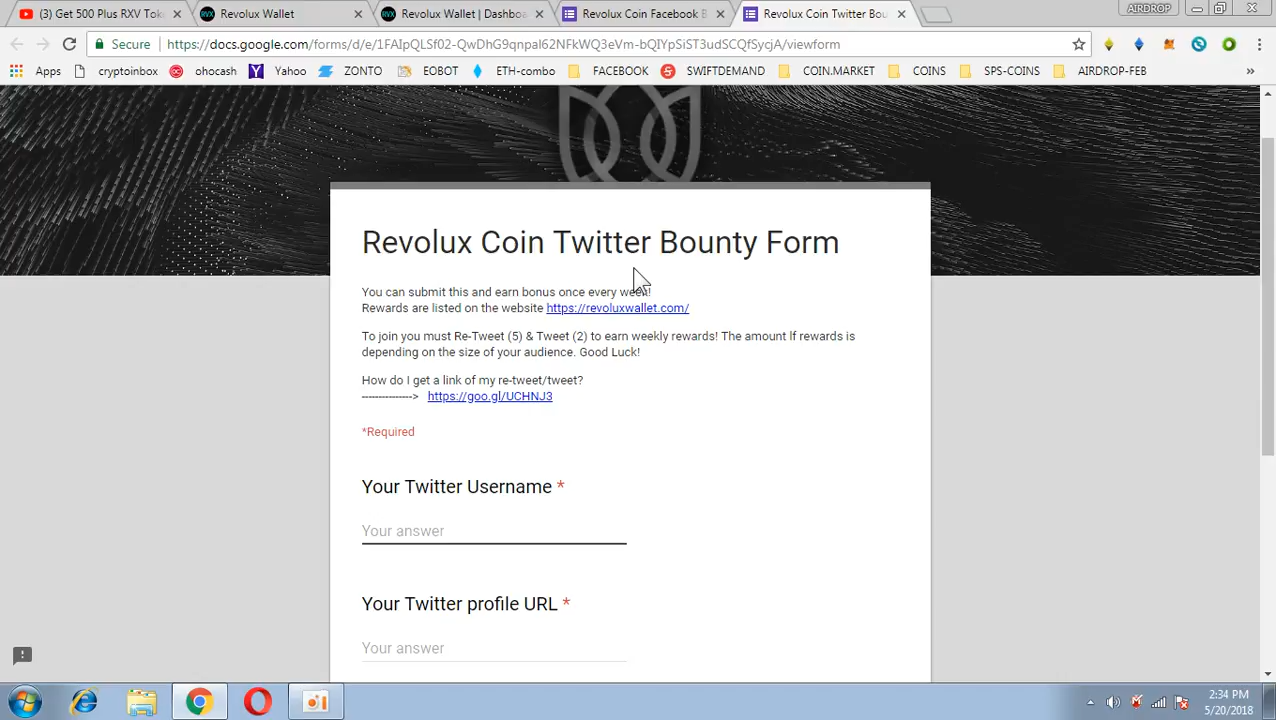 (3) Get 500 Plus RXV Tok
Revolux Wallet
Revolux Wallet | Dashboa
Revolux Coin Facebook B
Revolux Coin Twitter Bou
AIRDROP
Secure
https://docs.google.com/forms/d/e/1FAIpQLSf02-QwDhG9qnpaI62NFkWQ3eVm-bQIYpSiST3udSCQfSycjA/viewform
Apps
cryptoinbox
ohocash
Yahoo
ZONTO
EOBOT
ETH-combo
FACEBOOK
SWIFTDEMAND
COIN.MARKET
COINS
SPS-COINS
AIRDROP-FEB
Revolux Coin Twitter Bounty Form
You can submit this and earn bonus once every week!
Rewards are listed on the website https://revoluxwallet.com/
To join you must Re-Tweet (5) & Tweet (2) to earn weekly rewards! The amount lf rewards is
depending on the size of your audience. Good Luck!
How do I get a link of my re-tweet/tweet?
--------------> https://goo.gl/UCHNJ3
*Required
Your Twitter Username *
Your answer
Your Twitter profile URL *
Your answer
2:34 PM
5/20/2018